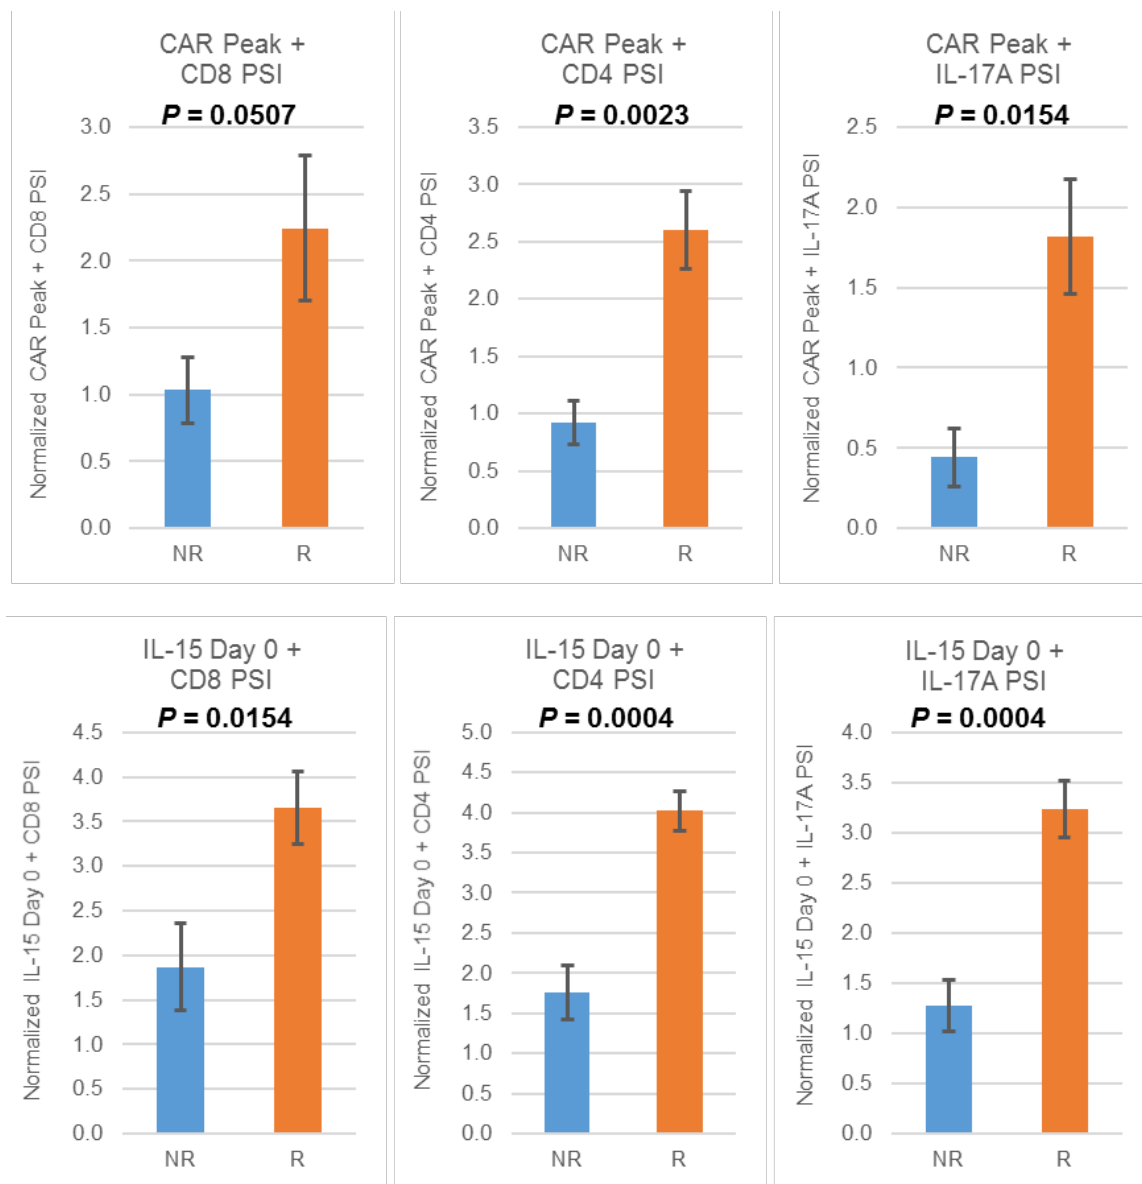 CAR Peak +
CD8 PSI
P = 0.0507
Normalized CAR Peak + CD8 PSI
3.0
2.5
2.0
1.5
1.0
0.5
0.0
NR
R
CAR Peak +
CD4 PSI
P = 0.0023
Normalized CAR Peak + CD4 PSI
3.5
3.0
2.5
2.0
1.5
1.0
0.5
0.0
NR
R
CAR Peak +
IL-17A PSI
P = 0.0154
Normalized CAR Peak + IL-17A PSI
2.5
2.0
1.5
1.0
0.5
0.0
NR
R
IL-15 Day 0 +
CD8 PSI
P = 0.0154
Normalized IL-15 Day 0 + CD8 PSI
4.5
4.0
3.5
3.0
2.5
2.0
1.5
1.0
0.5
0.0
NR
R
IL-15 Day 0 +
CD4 PSI
P = 0.0004
Normalized IL-15 Day 0 + CD4 PSI
5.0
4.5
4.0
3.5
3.0
2.5
2.0
1.5
1.0
0.5
0.0
NR
R
IL-15 Day 0 +
IL-17A PSI
P = 0.0004
Normalized IL-15 Day 0 + IL-17A PSI
4.0
3.5
3.0
2.5
2.0
1.5
1.0
0.5
0.0
NR
R